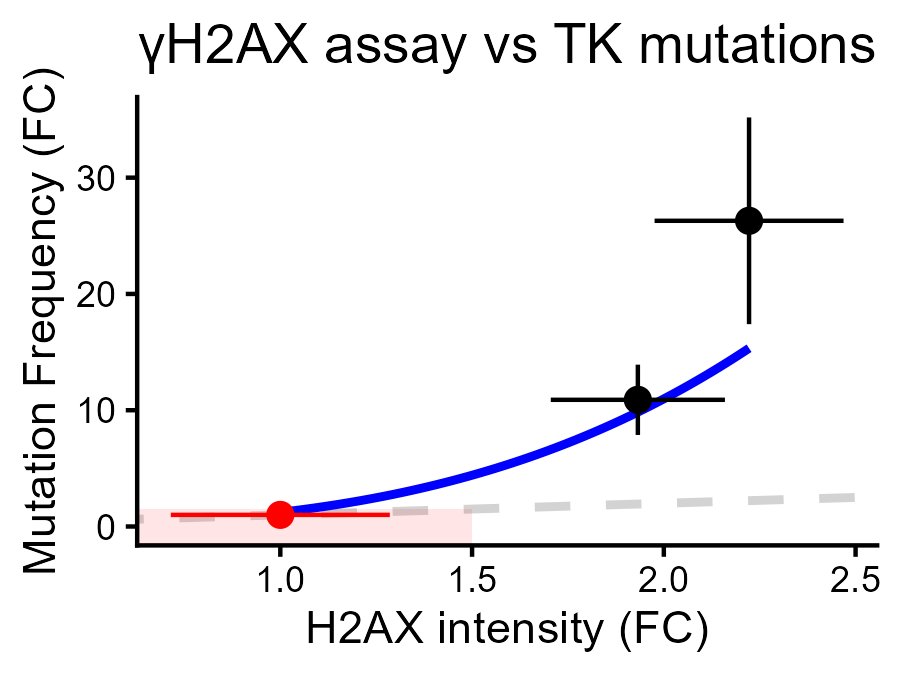 γH2AX assay vs TK mutations
Mutation Frequency (FC)
30
20
10
0
1.0 1.5 2.0 2.5
H2AX intensity (FC)